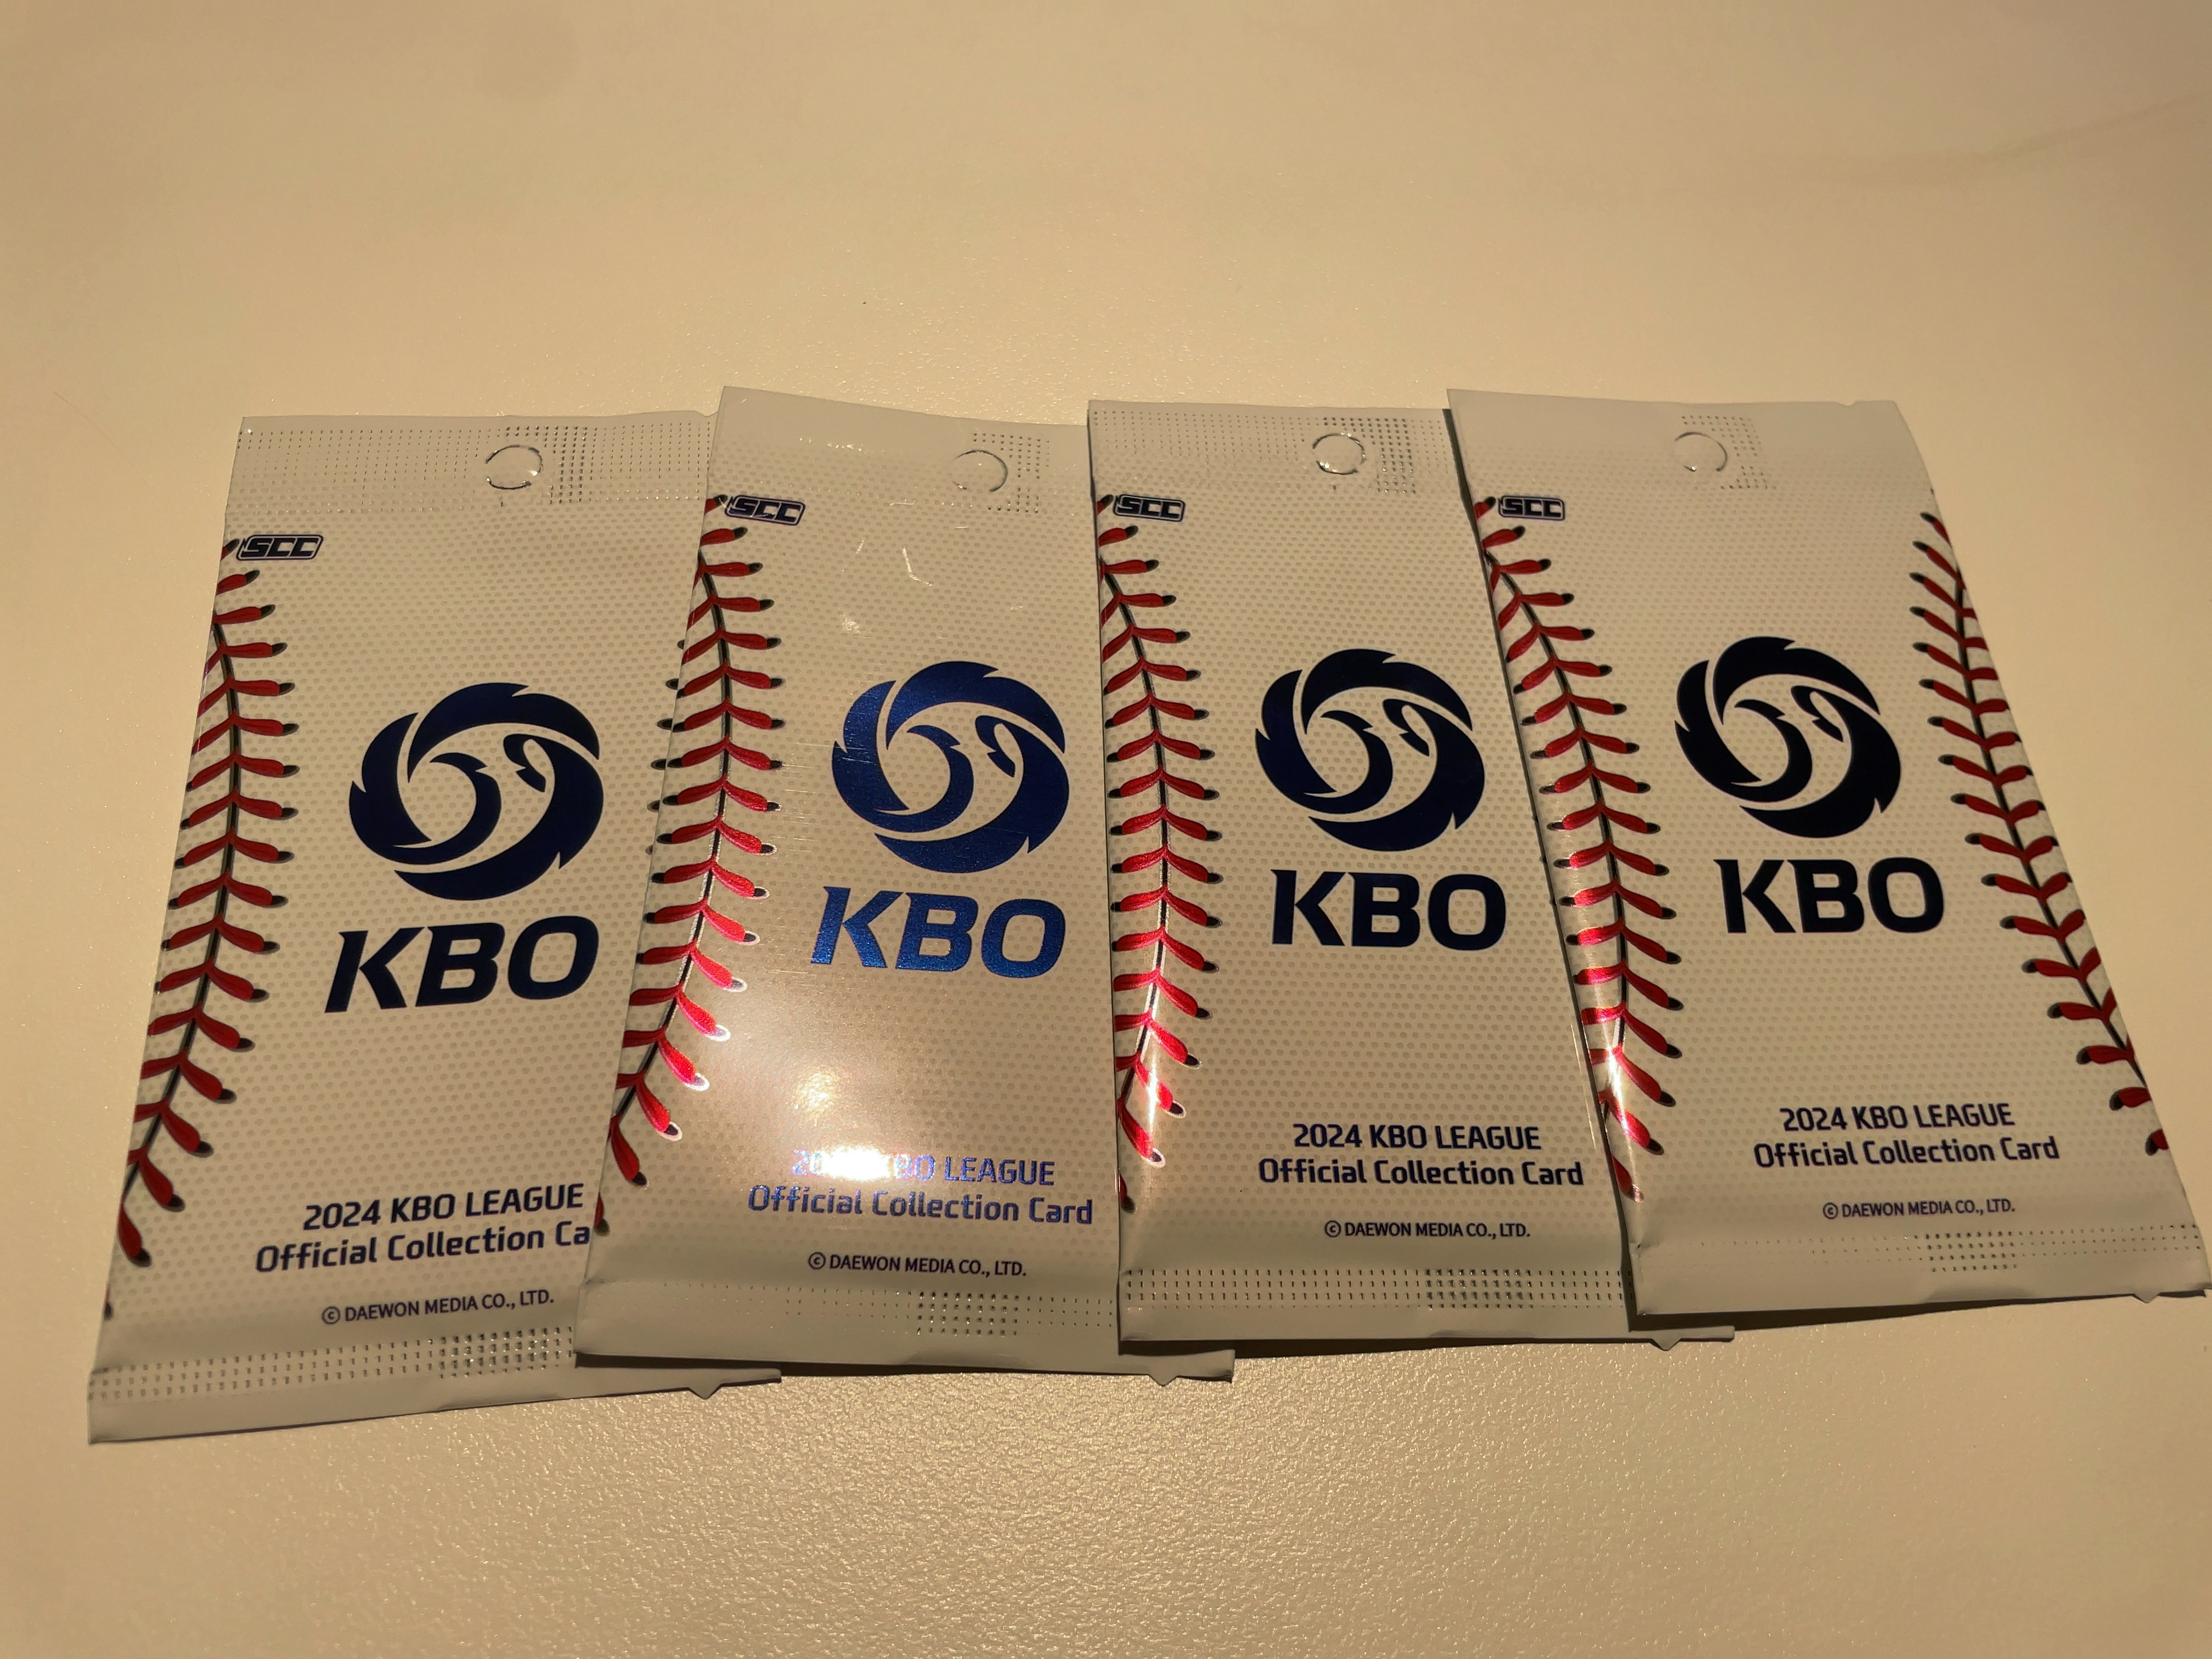 SCC
KBO
2024 KBO LEAGUE
Official Collection Ca
© DAEWON MEDIA CO., LTD.
SCC
KBO
2024 KBO LEAGUE
Official Collection Card
© DAEWON MEDIA CO., LTD.
SCC
KBO
2024 KBO LEAGUE
Official Collection Card
© DAEWON MEDIA CO., LTD.
SCC
KBO
2024 KBO LEAGUE
Official Collection Card
© DAEWON MEDIA CO., LTD.